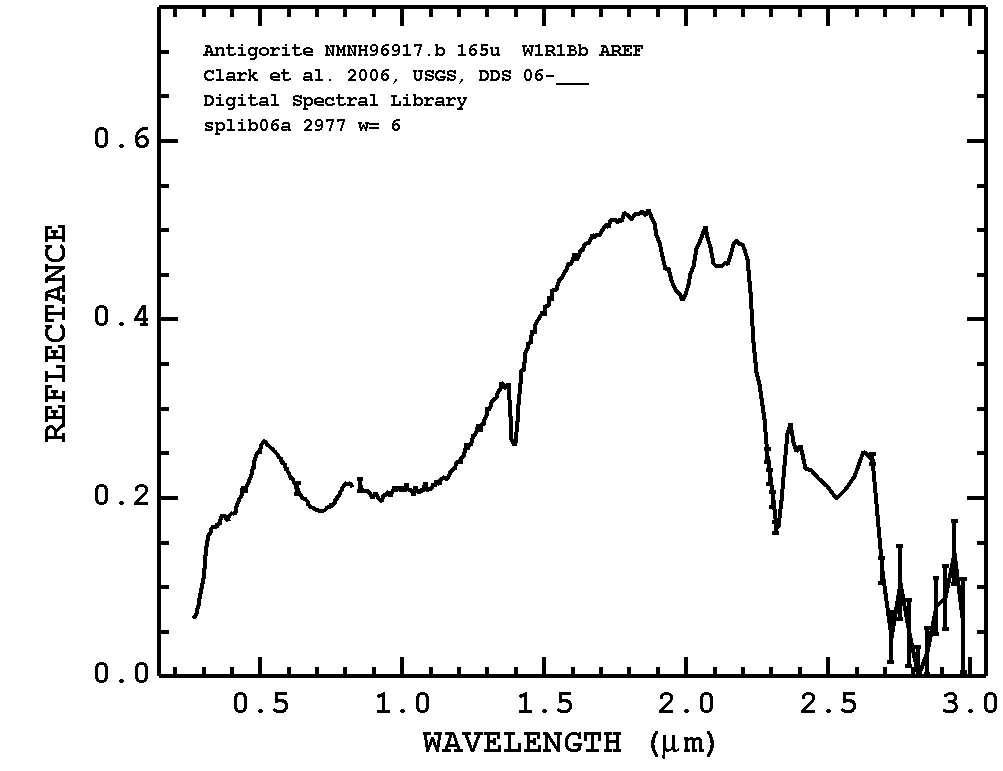 Antigorite NMNH96917.b 165u W1R1Bb AREF
Clark et al. 2006, USGS, DDS 06-___
Digital Spectral Library
splib06a 2977 w= 6
REFLECTANCE
0.6
0.4
0.2
0.0
0.5 1.0 1.5 2.0 2.5 3.0
WAVELENGTH (μm)